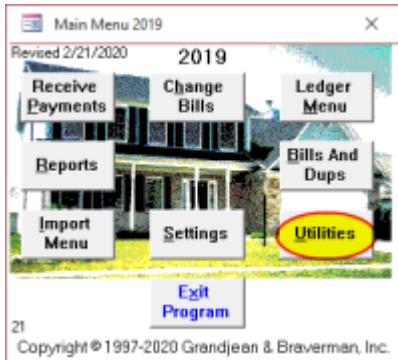 Main Menu 2019
Revised 2/21/2020
2019
Receive
Payments
Change
Bills
Ledger
Menu
Reports
Bills And
Dups
Import
Menu
Settings
Utilities
Exit
Program
21
Copyright © 1997-2020 Grandjean & Braverman, Inc.